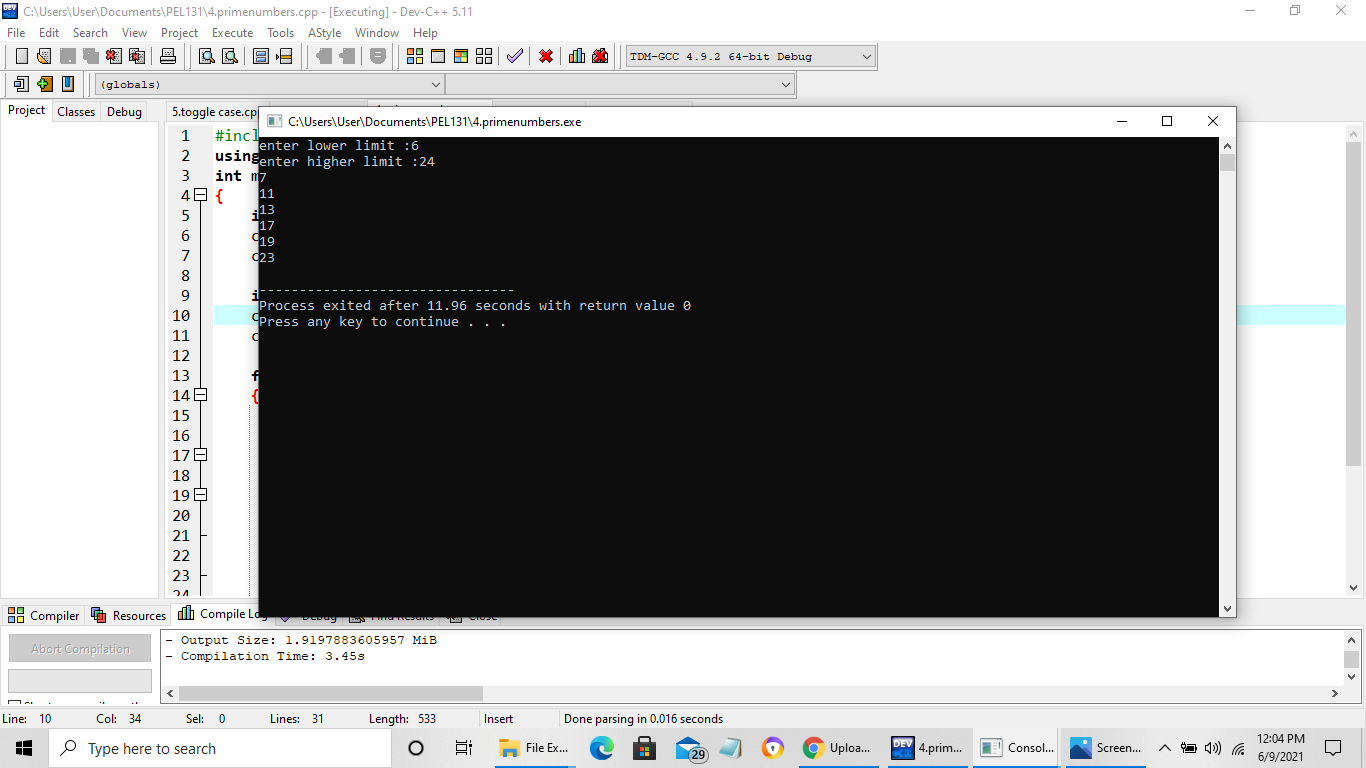 C:\Users\User\Documents\PEL131\4.primenumbers.cpp - [Executing] - Dev-C++ 5.11
File Edit Search View Project Execute Tools AStyle Window Help
TDM-GCC 4.9.2 64-bit Debug
(globals)
Project Classes Debug
5.toggle case.cp
C:\Users\User\Documents\PEL131\4.primenumbers.exe
1 #incl
2 using
3 int m
4 {
5 i
6 c
7 c
8
9 i
10 c
11 c
12
13 f
14 {
15
16
17
18
19
20
21
22
23
24
enter lower limit :6
enter higher limit :24
7
11
13
17
19
23
--------------------------------
Process exited after 11.96 seconds with return value 0
Press any key to continue . . .
Compiler Resources Compile Log Debug Find Results Close
Abort Compilation
- Output Size: 1.9197883605957 MiB
- Compilation Time: 3.45s
Line: 10 Col: 34 Sel: 0 Lines: 31 Length: 533 Insert Done parsing in 0.016 seconds
Type here to search
File Ex...
29
Uploa...
DEV
4.prim...
Consol...
Screen...
12:04 PM
6/9/2021